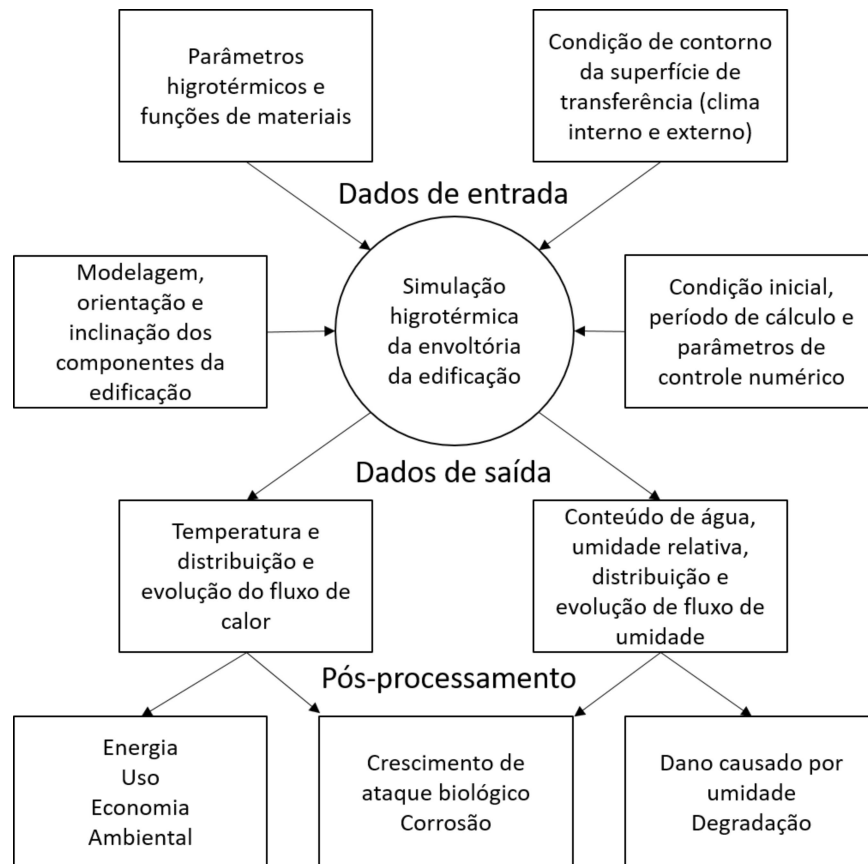 Parâmetros
higrotérmicos e
funções de materiais
Condição de contorno
da superfície de
transferência (clima
interno e externo)
Dados de entrada
Modelagem,
orientação e
inclinação dos
componentes da
edificação
Simulação
higrotérmica
da envoltória
da edificação
Condição inicial,
período de cálculo e
parâmetros de
controle numérico
Dados de saída
Temperatura e
distribuição e
evolução do fluxo de
calor
Conteúdo de água,
umidade relativa,
distribuição e
evolução de fluxo de
umidade
Pós-processamento
Energia
Uso
Economia
Ambiental
Crescimento de
ataque biológico
Corrosão
Dano causado por
umidade
Degradação